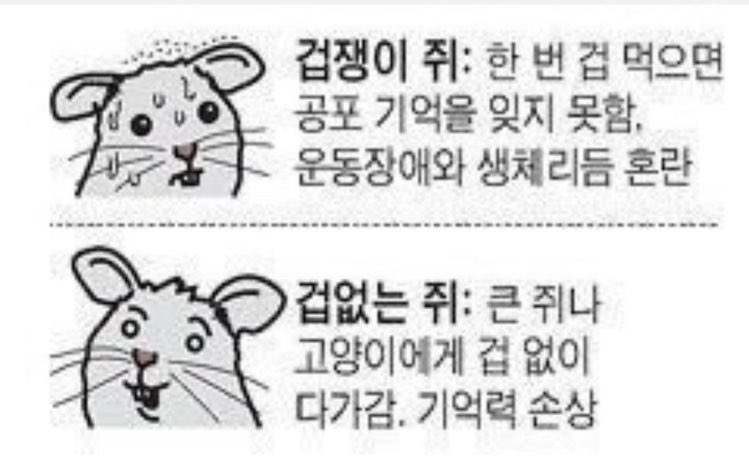 겁쟁이 쥐: 한 번 겁 먹으면
공포 기억을 잊지 못함.
운동장애와 생체리듬 혼란
겁없는 쥐: 큰 쥐나
고양이에게 겁 없이
다가감. 기억력 손상